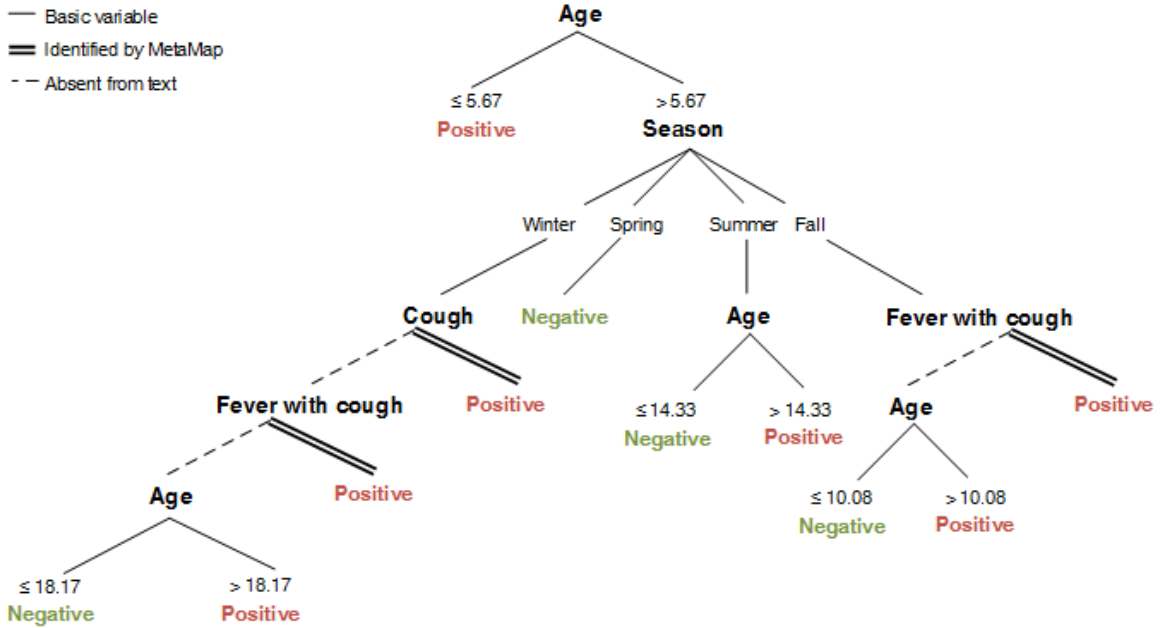 Basic variable
Identified by MetaMap
Absent from text
Age
≤ 5.67 > 5.67
Positive Season
Winter Spring Summer Fall
Cough Negative Age Fever with cough
Fever with cough Positive ≤14.33 > 14.33 Age Positive
Negative Positive
Age Positive ≤ 10.08 > 10.08
Negative Positive
≤ 18.17 > 18.17
Negative Positive